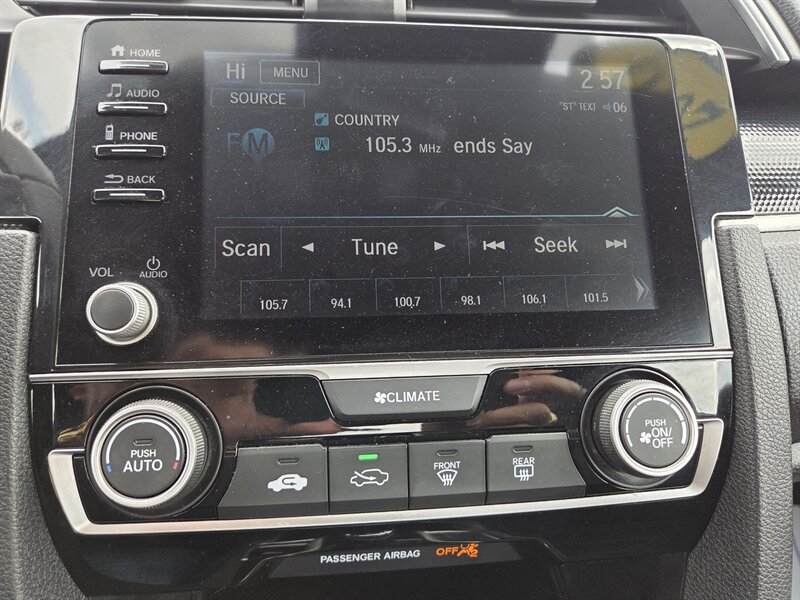 HOME
AUDIO
PHONE
BACK
VOL
AUDIO
Hi MENU 2 57
SOURCE
"ST" TEXT 06
COUNTRY
FM 105.3 MHz ends Say
Scan Tune Seek
105.7 94.1 100.7 98.1 106.1 101.5
CLIMATE
PUSH
AUTO
FRONT
REAR
PUSH
ON/
OFF
PASSENGER AIRBAG OFF 2